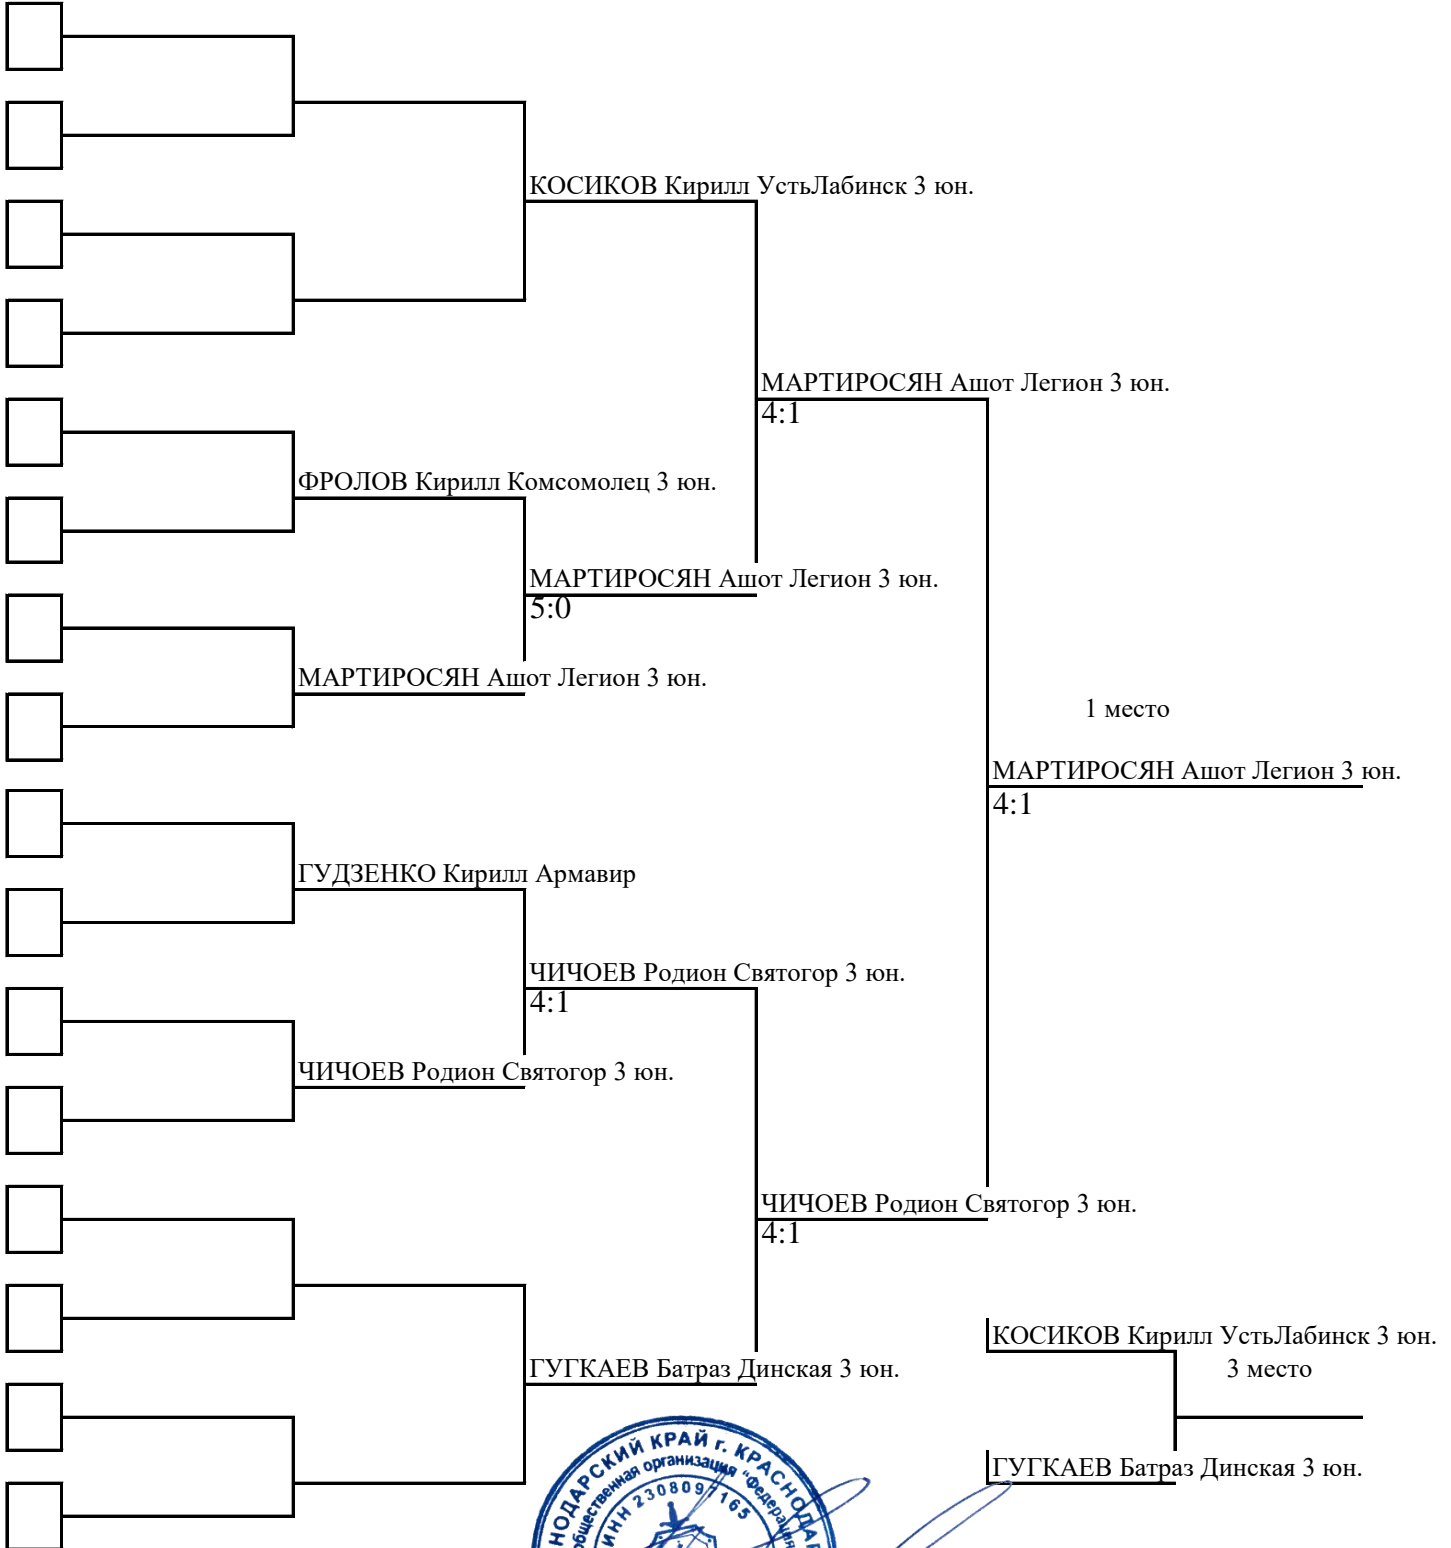 КОСИКОВ Кирилл УстьЛабинск 3 юн.
МАРТИРОСЯН Ашот Легион 3 юн.
4:1
ФРОЛОВ Кирилл Комсомолец 3 юн.
МАРТИРОСЯН Ашот Легион 3 юн.
5:0
МАРТИРОСЯН Ашот Легион 3 юн.
1 место
МАРТИРОСЯН Ашот Легион 3 юн.
4:1
ГУДЗЕНКО Кирилл Армавир
ЧИЧОЕВ Родион Святогор 3 юн.
4:1
ЧИЧОЕВ Родион Святогор 3 юн.
ЧИЧОЕВ Родион Святогор 3 юн.
4:1
КОСИКОВ Кирилл УстьЛабинск 3 юн.
3 место
ГУГКАЕВ Батраз Динская 3 юн.
ГУГКАЕВ Батраз Динская 3 юн.
КРАЙ г.
общественная организация "Федерация
ИНН 2308097165